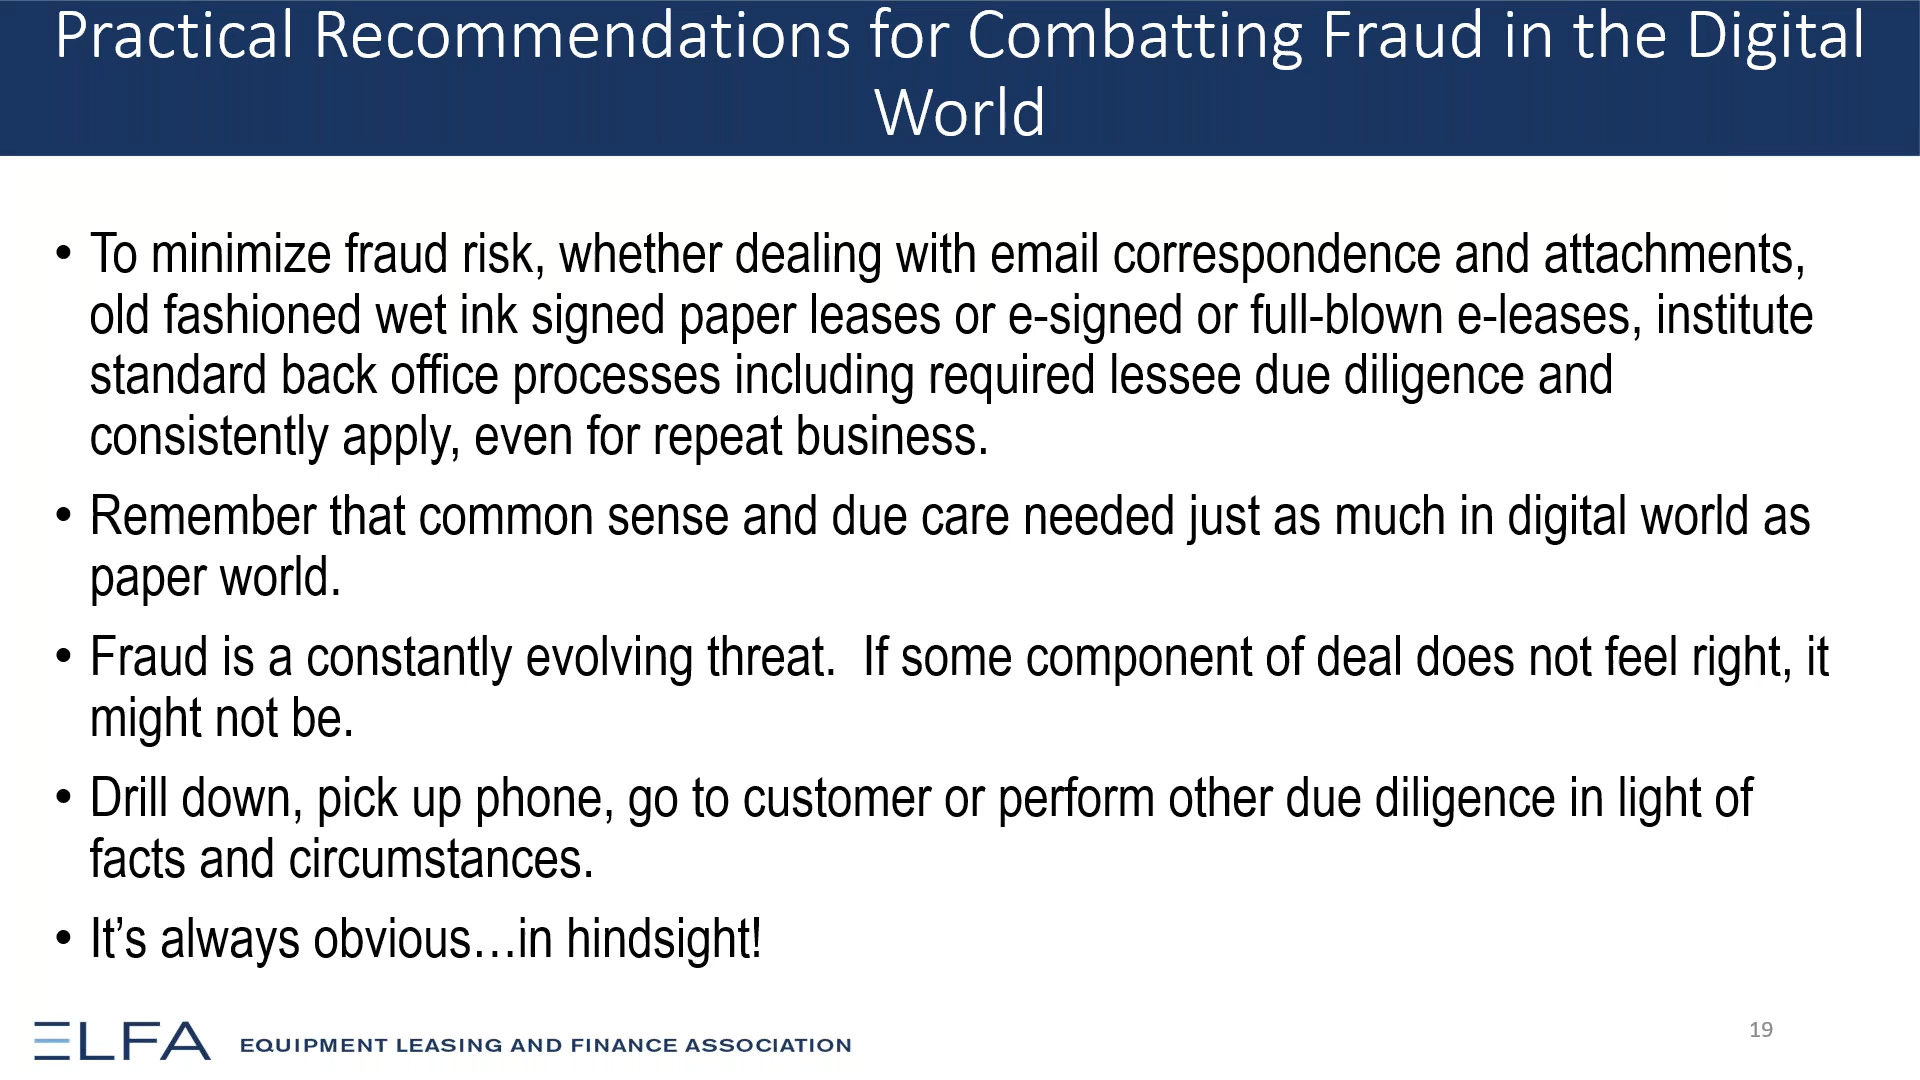 Practical Recommendations for Combatting Fraud in the Digital
World
• To minimize fraud risk, whether dealing with email correspondence and attachments,
old fashioned wet ink signed paper leases or e-signed or full-blown e-leases, institute
standard back office processes including required lessee due diligence and
consistently apply, even for repeat business.
• Remember that common sense and due care needed just as much in digital world as
paper world.
• Fraud is a constantly evolving threat.  If some component of deal does not feel right, it
might not be.
• Drill down, pick up phone, go to customer or perform other due diligence in light of
facts and circumstances.
• It’s always obvious…in hindsight!
ELFA EQUIPMENT LEASING AND FINANCE ASSOCIATION
19